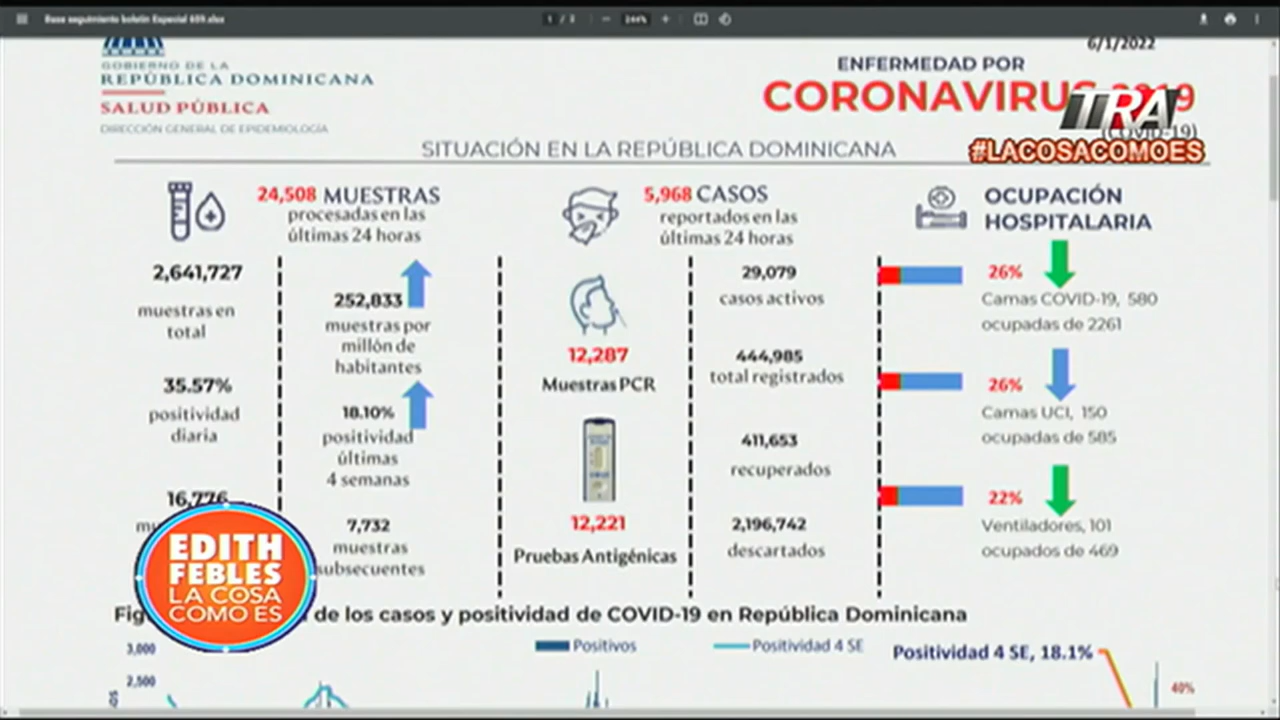 Base seguimiento boletin Especial 659.xlsx
1 / 8
244%
6/1/2022
GOBIERNO DE LA
REPÚBLICA DOMINICANA
SALUD PÚBLICA
DIRECCIÓN GENERAL DE EPIDEMIOLOGÍA
ENFERMEDAD POR
CORONAVIRUS 2019
(COVID-19)
TRA
#LACOSACOMOES
SITUACIÓN EN LA REPÚBLICA DOMINICANA
24,508 MUESTRAS
procesadas en las
últimas 24 horas
2,641,727
muestras en
total
35.57%
positividad
diaria
16,776
252,833
muestras por
millón de
habitantes
18.10%
positividad
últimas
4 semanas
7,732
muestras
subsecuentes
5,968 CASOS
reportados en las
últimas 24 horas
12,287
Muestras PCR
12,221
Pruebas Antigénicas
29,079
casos activos
444,985
total registrados
411,653
recuperados
2,196,742
descartados
OCUPACIÓN
HOSPITALARIA
26%
Camas COVID-19, 580
ocupadas de 2261
26%
Camas UCI, 150
ocupadas de 585
22%
Ventiladores, 101
ocupados de 469
EDITH
FEBLES
LA COSA
COMO ES
de los casos y positividad de COVID-19 en República Dominicana
Positivos
Positividad 4 SE
Positividad 4 SE, 18.1%
3,000
2,500
40%